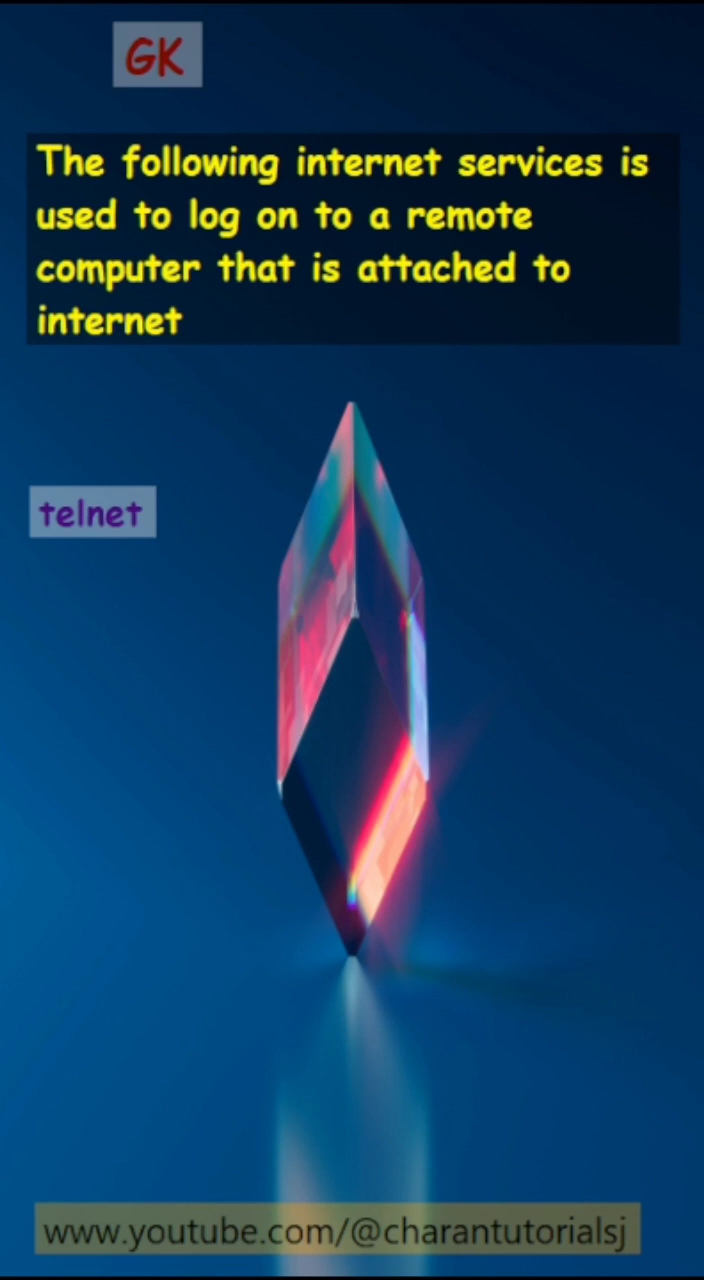 GK
The following internet services is
used to log on to a remote
computer that is attached to
internet
telnet
www.youtube.com/@charantutorialsj